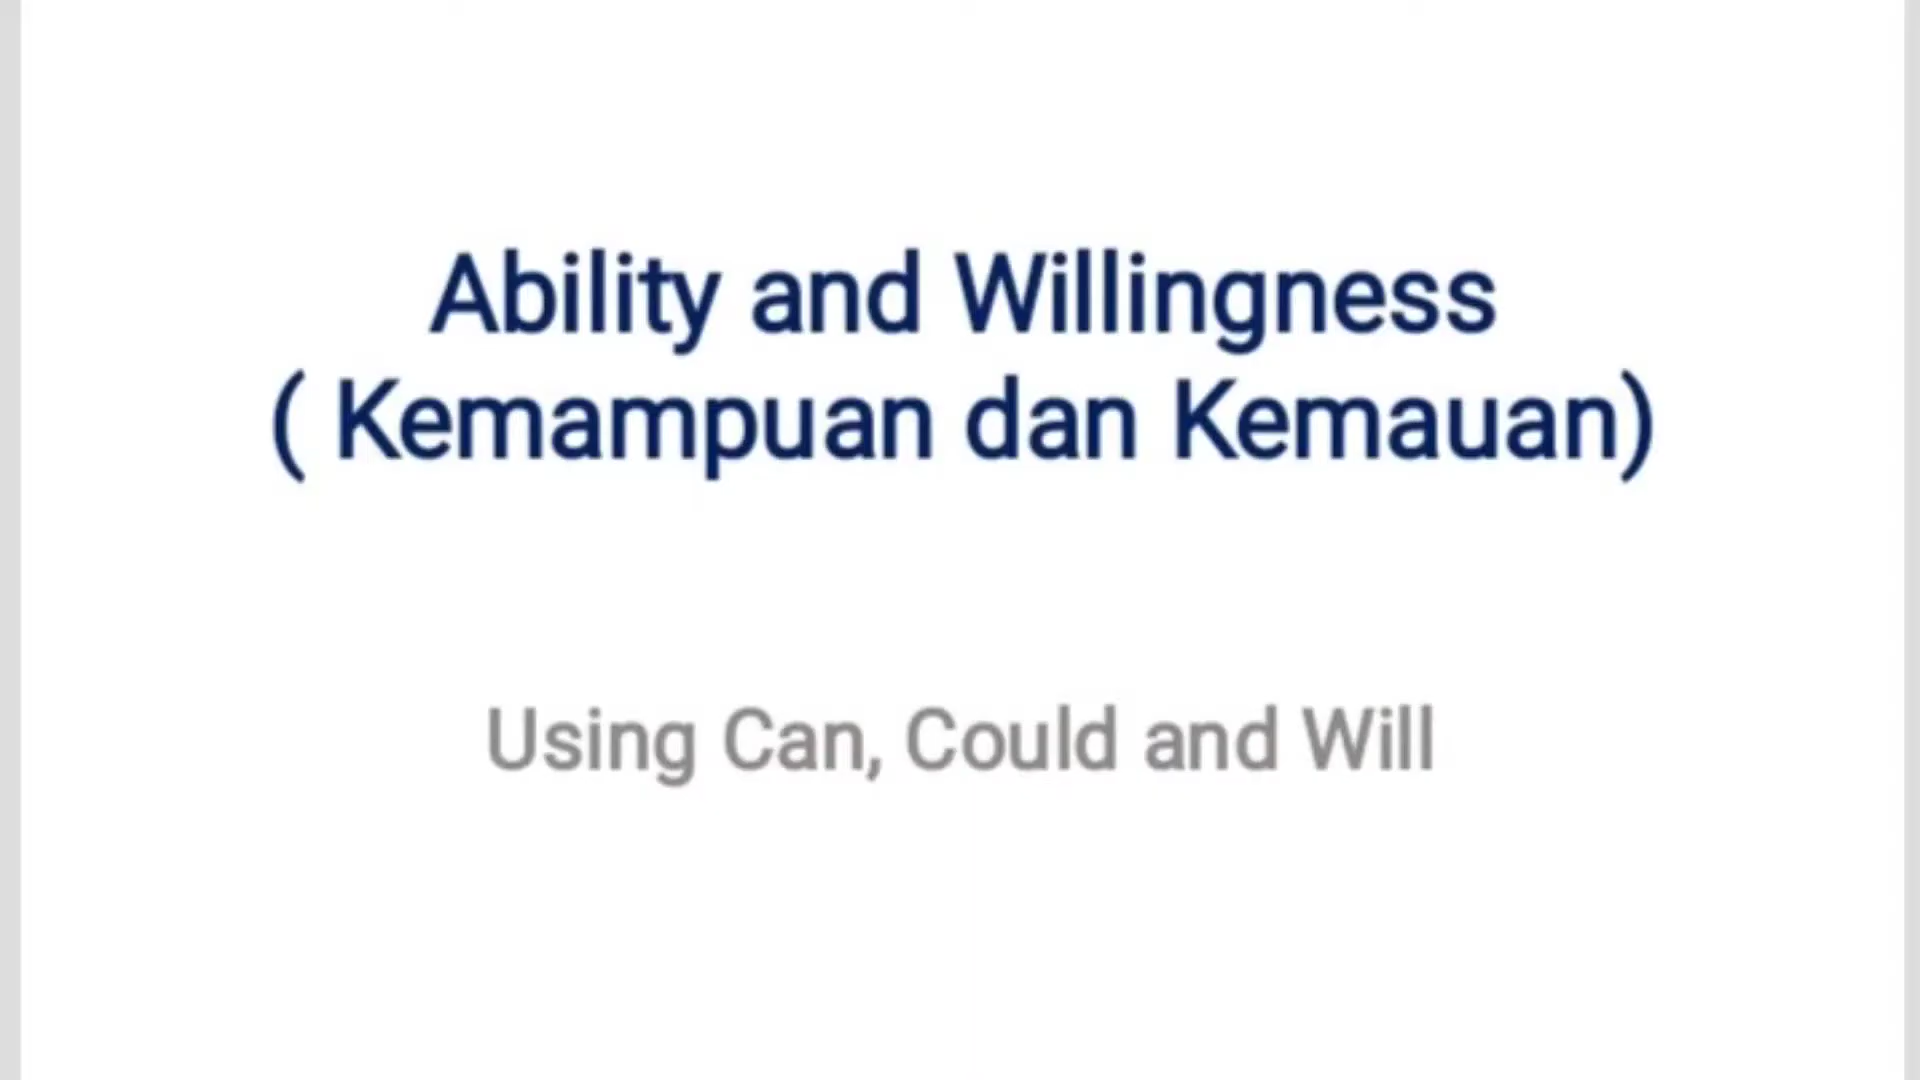 Ability and Willingness
( Kemampuan dan Kemauan)
Using Can, Could and Will